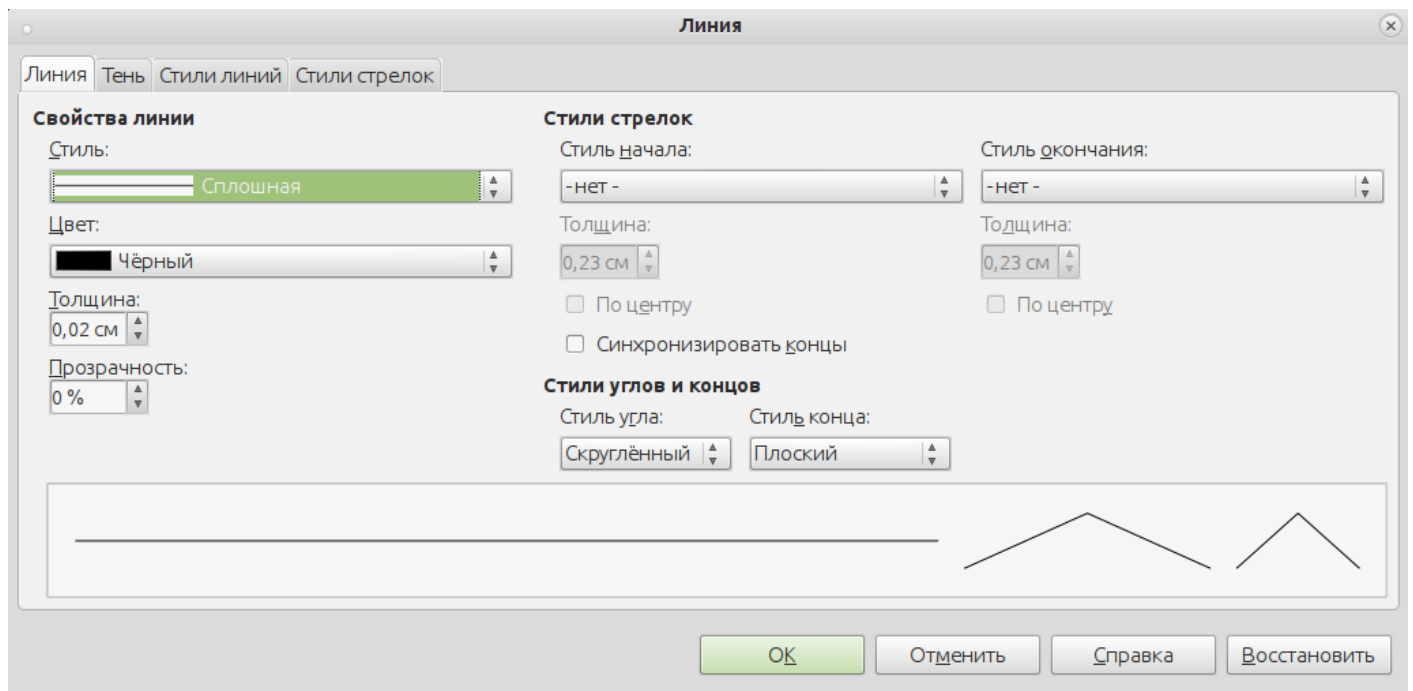 Линия
Линия Тень Стили линий Стили стрелок
Свойства линии
Стиль:
Сплошная
Цвет:
Чёрный
Толщина:
0,02 см
Прозрачность:
0 %
Стили стрелок
Стиль начала:
-нет -
Толщина:
0,23 см
По центру
Синхронизировать концы
Стиль окончания:
-нет -
Толщина:
0,23 см
По центру
Стили углов и концов
Стиль угла:
Скруглённый
Стиль конца:
Плоский
ОК Отменить Справка Восстановить